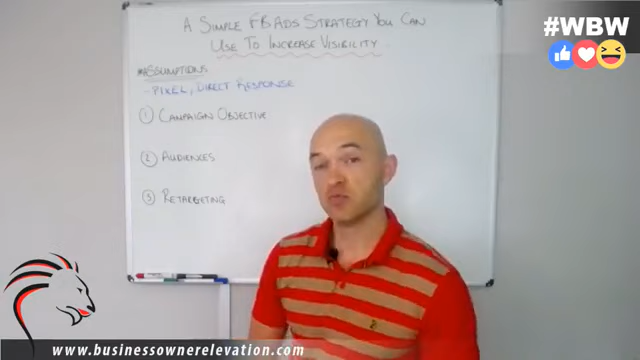 A SIMPLE FB ADS STRATEGY YOU CAN
USE TO INCREASE VISIBILITY
#WBW
*ASSUMPTIONS
- PIXEL, DIRECT RESPONSE
1 CAMPAIGN OBJECTIVE
2 AUDIENCES
3 RETARGETING
www.businessownerelevation.com